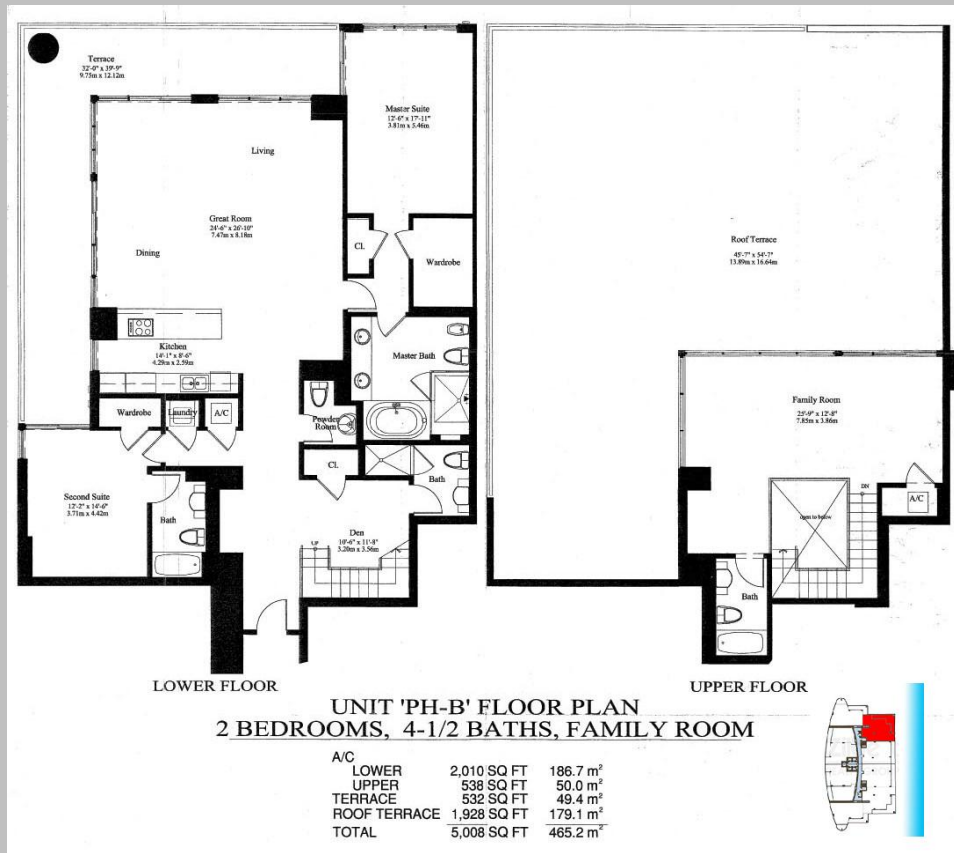 Terrace
32'-0" x 39'-9"
9.75m x 12.12m
Master Suite
12'-6" x 17'-11"
3.81m x 5.46m
Living
Great Room
24'-6" x 26'-10"
7.47m x 8.18m
Dining
CL
Wardrobe
Kitchen
14'-1" x 8'-6"
4.29m x 2.59m
Master Bath
Wardrobe
Laundry
A/C
Powder
Room
CL
Bath
Second Suite
12'-2" x 14'-6"
3.71m x 4.42m
Bath
Den
10'-6" x 11'-8"
3.20m x 3.56m
UP
LOWER FLOOR
Roof Terrace
45'-7" x 54'-7"
13.89m x 16.64m
Family Room
25'-9" x 12'-8"
7.85m x 3.86m
DN
A/C
open to below
Bath
UPPER FLOOR
UNIT 'PH-B' FLOOR PLAN
2 BEDROOMS, 4-1/2 BATHS, FAMILY ROOM
A/C
LOWER 2,010 SQ FT 186.7 m²
UPPER 538 SQ FT 50.0 m²
TERRACE 532 SQ FT 49.4 m²
ROOF TERRACE 1,928 SQ FT 179.1 m²
TOTAL 5,008 SQ FT 465.2 m²